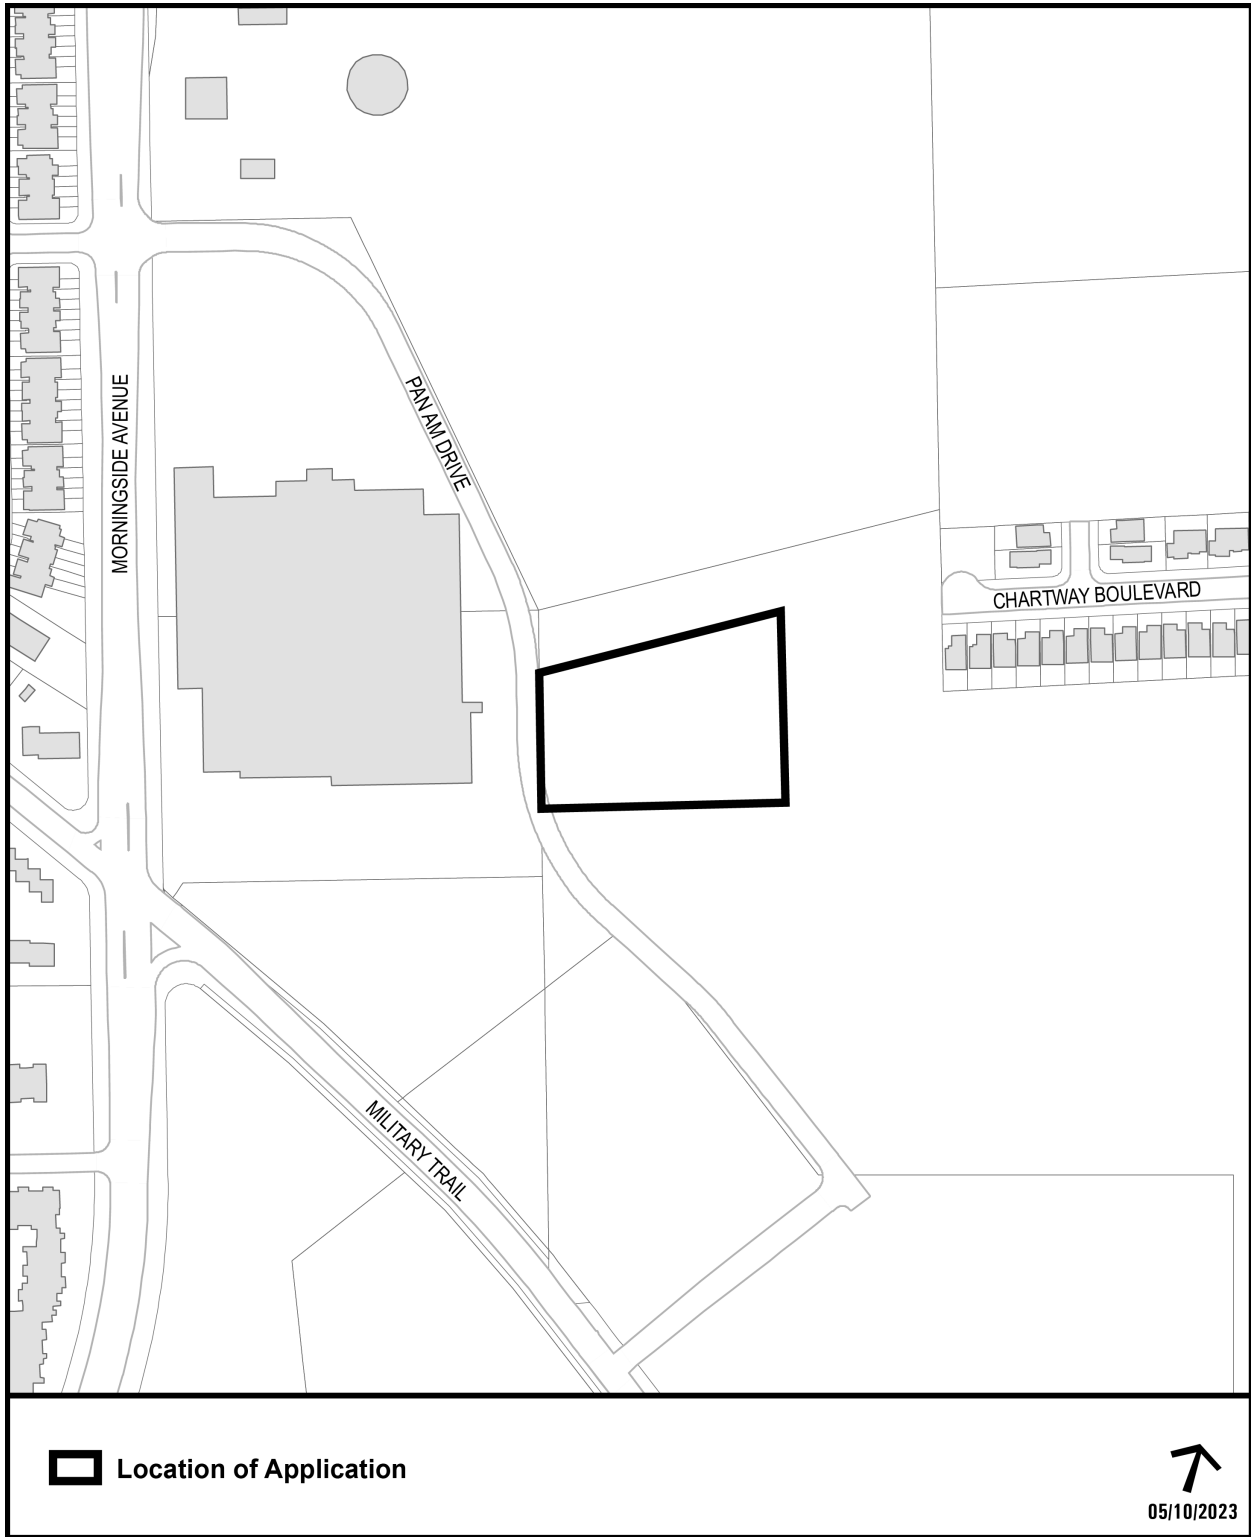 PAN AM DRIVE
MORNINGSIDE AVENUE
CHARTWAY BOULEVARD
MILITARY TRAIL
Location of Application
05/10/2023